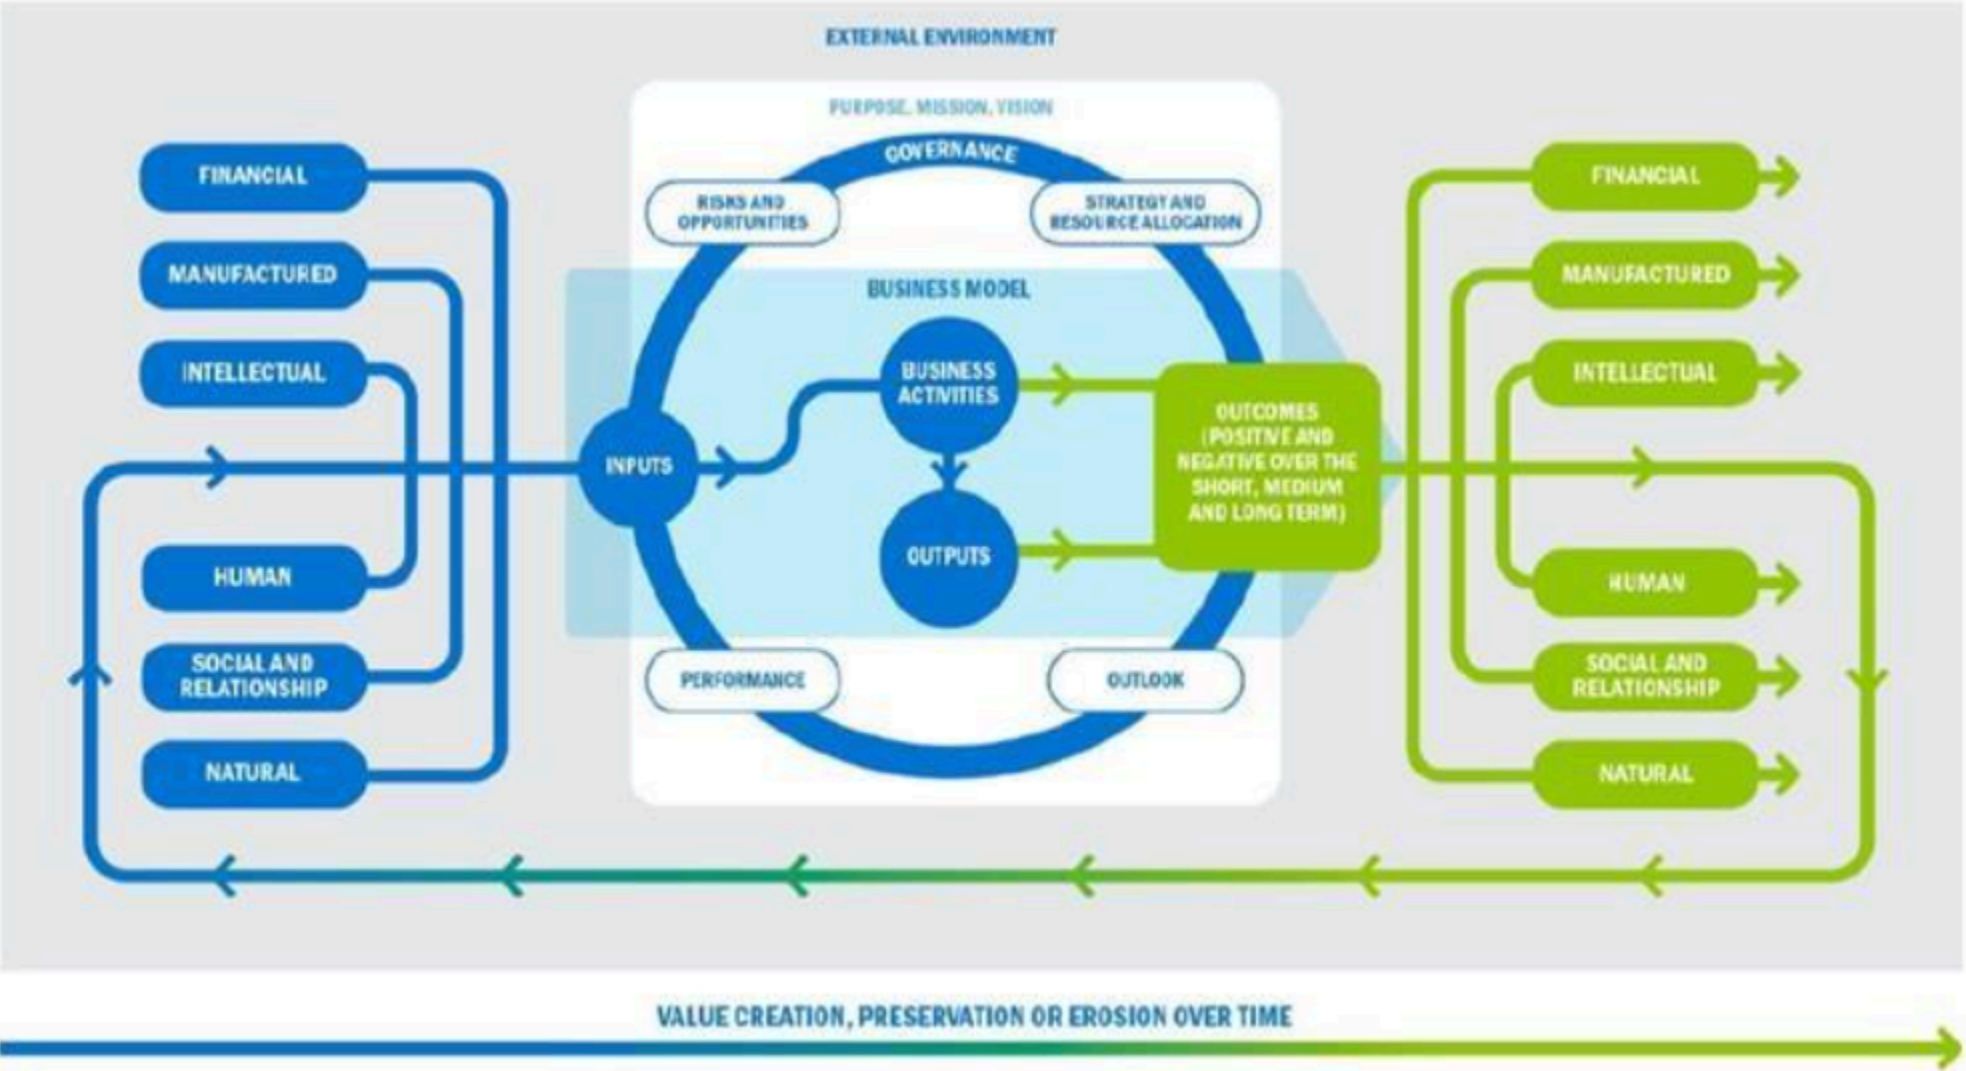 EXTERNAL ENVIRONMENT
PURPOSE, MISSION, VISION
GOVERNANCE
RISKS AND
OPPORTUNITIES
STRATEGY AND
RESOURCE ALLOCATION
BUSINESS MODEL
FINANCIAL
MANUFACTURED
INTELLECTUAL
HUMAN
SOCIAL AND
RELATIONSHIP
NATURAL
INPUTS
BUSINESS
ACTIVITIES
OUTPUTS
OUTCOMES
(POSITIVE AND
NEGATIVE OVER THE
SHORT, MEDIUM
AND LONG TERM)
PERFORMANCE
OUTLOOK
FINANCIAL
MANUFACTURED
INTELLECTUAL
HUMAN
SOCIAL AND
RELATIONSHIP
NATURAL
VALUE CREATION, PRESERVATION OR EROSION OVER TIME